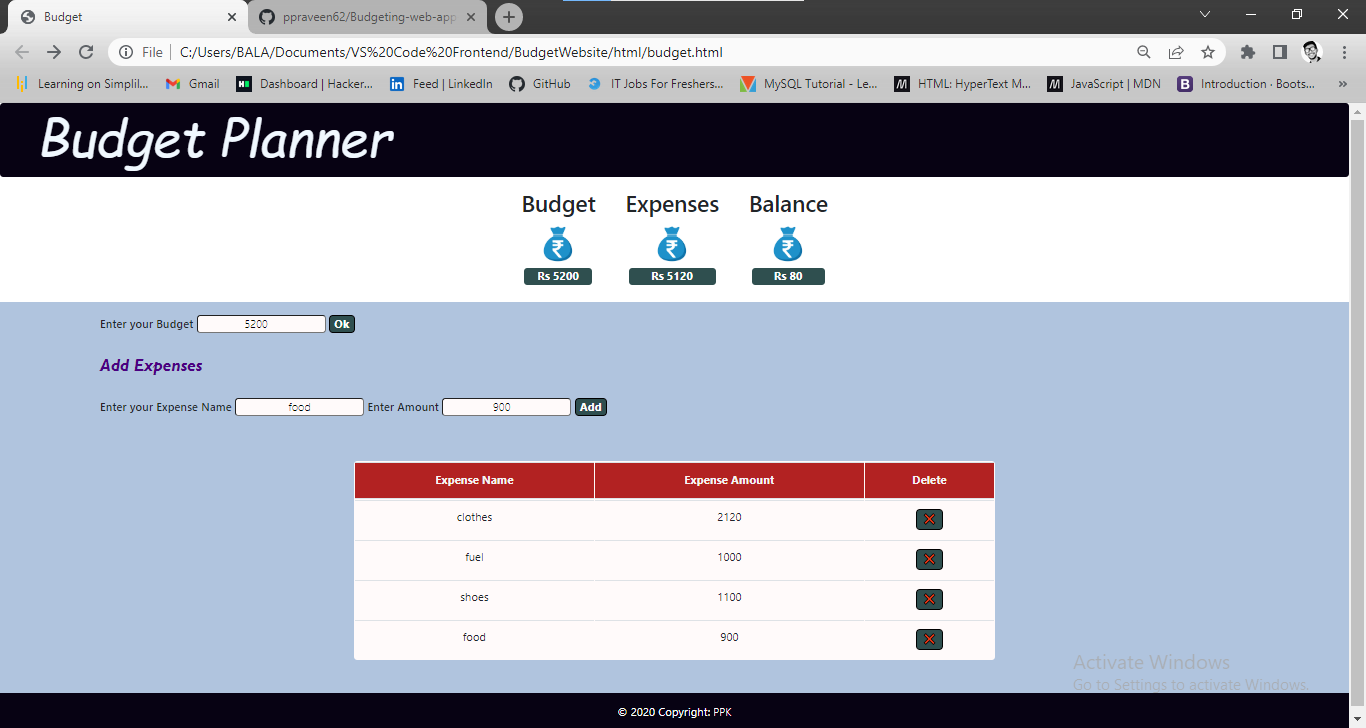 Budget
ppraveen62/Budgeting-web-app
File
C:/Users/BALA/Documents/VS%20Code%20Frontend/BudgetWebsite/html/budget.html
Learning on Simplil... Gmail Dashboard | Hacker... Feed | LinkedIn GitHub IT Jobs For Freshers... MySQL Tutorial - Le... HTML: HyperText M... JavaScript | MDN Introduction · Boots... »
Budget Planner
Budget Expenses Balance
Rs 5200 Rs 5120 Rs 80
Enter your Budget 5200 Ok
Add Expenses
Enter your Expense Name food Enter Amount 900 Add
Expense Name Expense Amount Delete
clothes 2120
fuel 1000
shoes 1100
food 900
Activate Windows
Go to Settings to activate Windows.
© 2020 Copyright: PPK